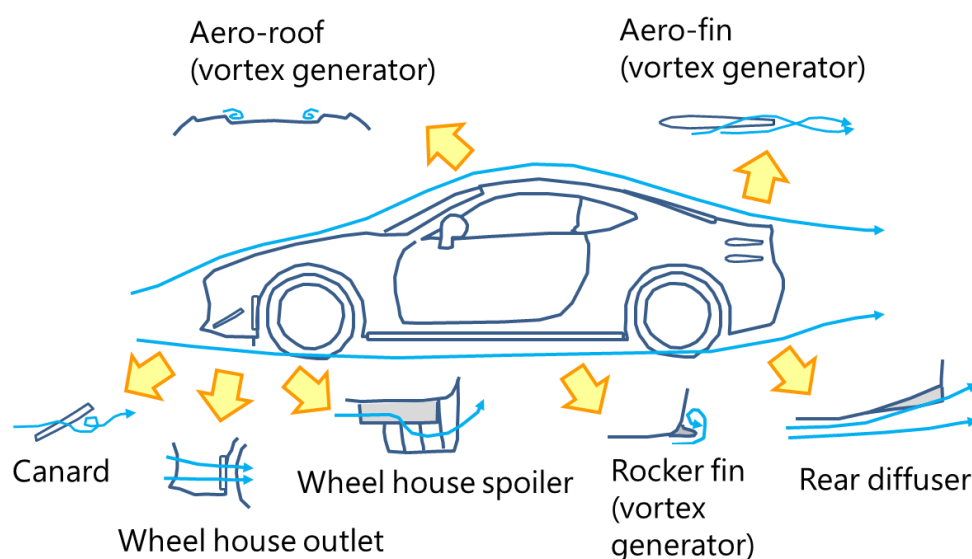 Aero-roof
(vortex generator)
Aero-fin
(vortex generator)
Canard
Wheel house outlet
Wheel house spoiler
Rocker fin
(vortex
generator)
Rear diffuser